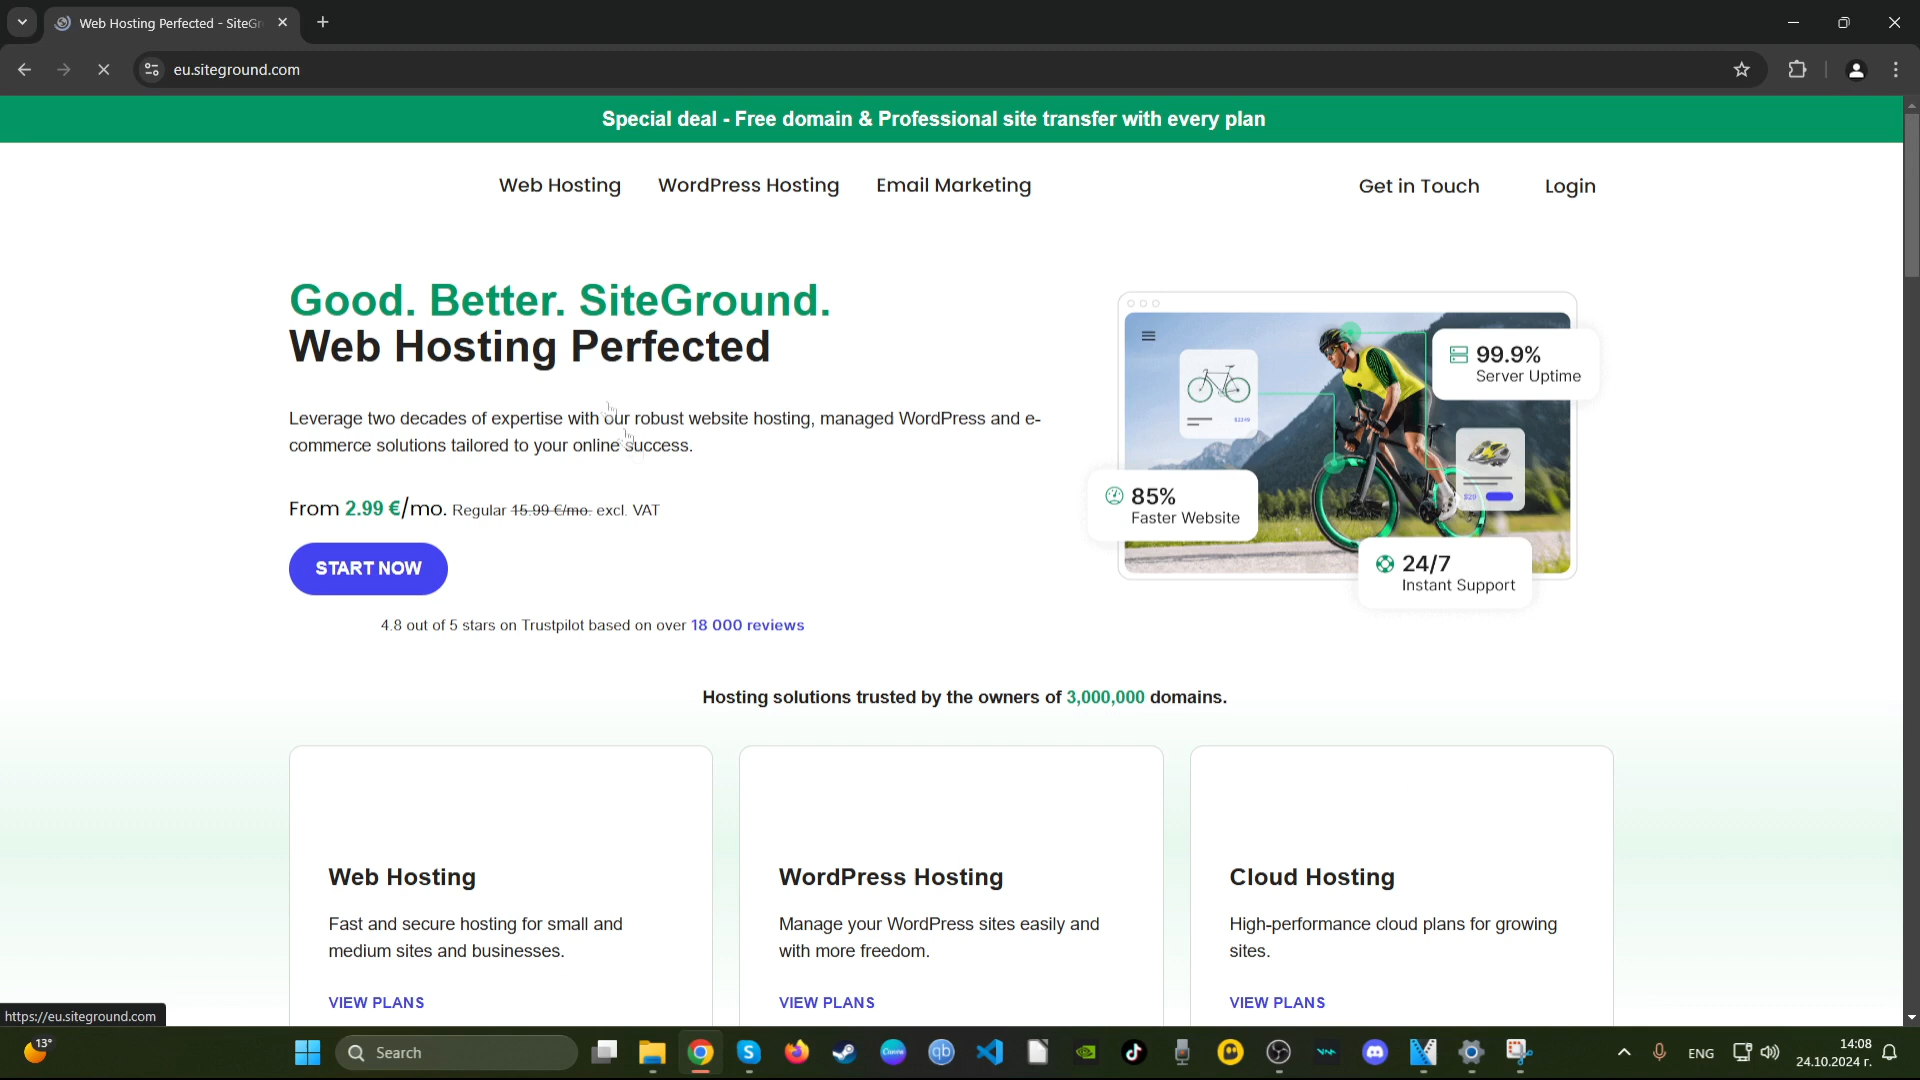 Web Hosting Perfected - SiteGr
eu.siteground.com
Special deal - Free domain & Professional site transfer with every plan
Web Hosting
WordPress Hosting
Email Marketing
Get in Touch
Login
Good. Better. SiteGround.
Web Hosting Perfected
Leverage two decades of expertise with our robust website hosting, managed WordPress and e-
commerce solutions tailored to your online success.
From 2.99 €/mo. Regular 15.99 €/mo. excl. VAT
START NOW
4.8 out of 5 stars on Trustpilot based on over 18 000 reviews
99.9%
Server Uptime
85%
Faster Website
24/7
Instant Support
Hosting solutions trusted by the owners of 3,000,000 domains.
Web Hosting
Fast and secure hosting for small and
medium sites and businesses.
VIEW PLANS
WordPress Hosting
Manage your WordPress sites easily and
with more freedom.
VIEW PLANS
Cloud Hosting
High-performance cloud plans for growing
sites.
VIEW PLANS
https://eu.siteground.com
13°
Search
Canva
qb
ENG
14:08
24.10.2024 г.